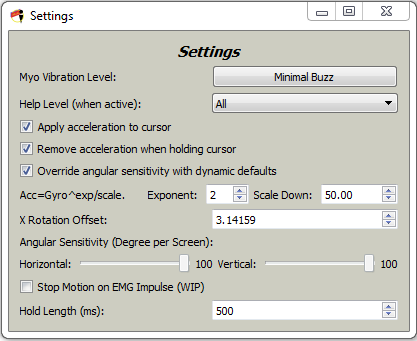 Settings
Settings
Myo Vibration Level: Minimal Buzz
Help Level (when active): All
Apply acceleration to cursor
Remove acceleration when holding cursor
Override angular sensitivity with dynamic defaults
Acc=Gyro^exp/scale. Exponent: 2 Scale Down: 50.00
X Rotation Offset: 3.14159
Angular Sensitivity (Degree per Screen):
Horizontal: 100 Vertical: 100
Stop Motion on EMG Impulse (WIP)
Hold Length (ms): 500